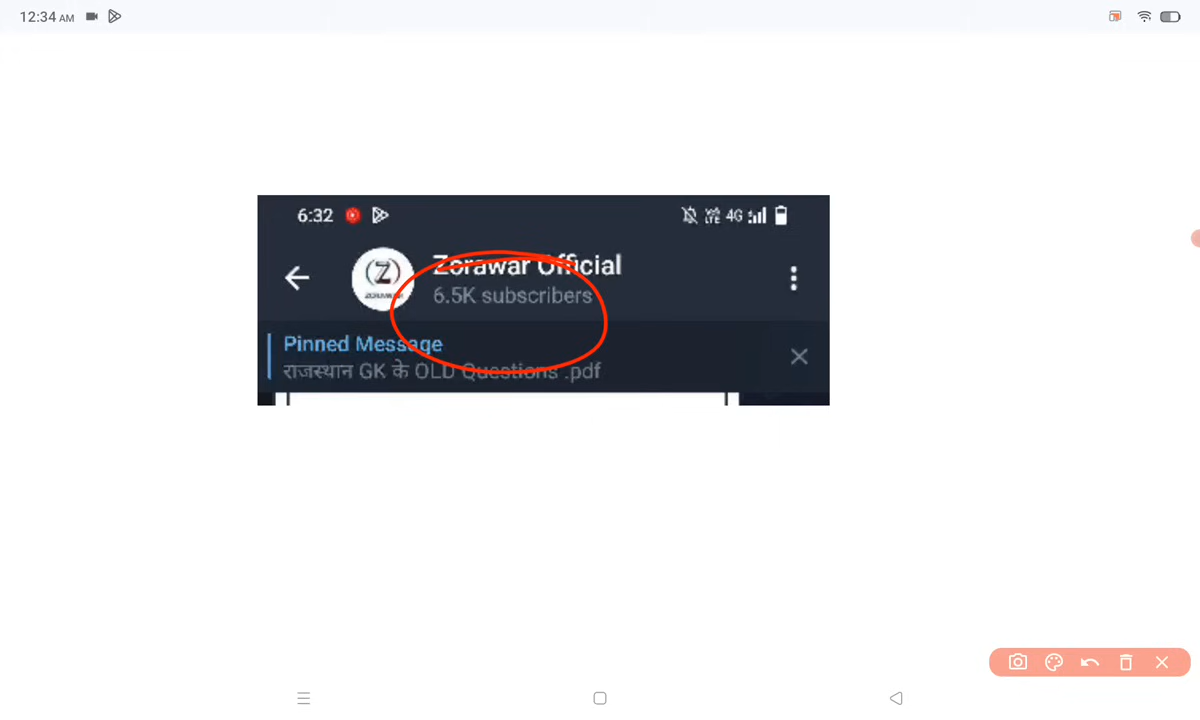 12:34 AM
6:32
4G
Zorawar Official
6.5K subscribers
Pinned Message
राजस्थान GK के OLD Questions .pdf